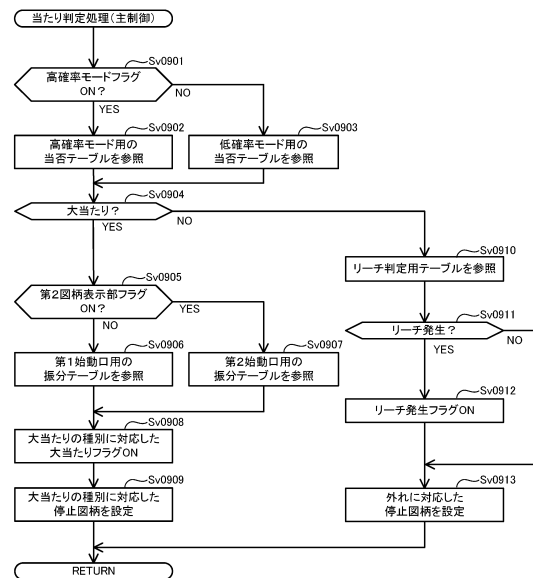 当たり判定処理(主制御)
Sv0901
高確率モードフラグ
ON?
NO
YES
Sv0902
高確率モード用の
当否テーブルを参照
Sv0903
低確率モード用の
当否テーブルを参照
Sv0904
大当たり?
NO
YES
Sv0910
リーチ判定用テーブルを参照
Sv0905
第2図柄表示部フラグ
ON?
YES
NO
Sv0911
リーチ発生?
NO
YES
Sv0906
第1始動口用の
振分テーブルを参照
Sv0907
第2始動口用の
振分テーブルを参照
Sv0912
リーチ発生フラグON
Sv0908
大当たりの種別に対応した
大当たりフラグON
Sv0909
大当たりの種別に対応した
停止図柄を設定
Sv0913
外れに対応した
停止図柄を設定
RETURN